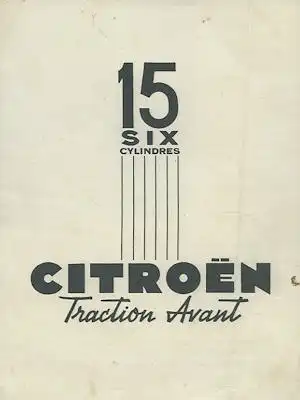 15
SIX
CYLINDRES
CITROËN
Traction Avant